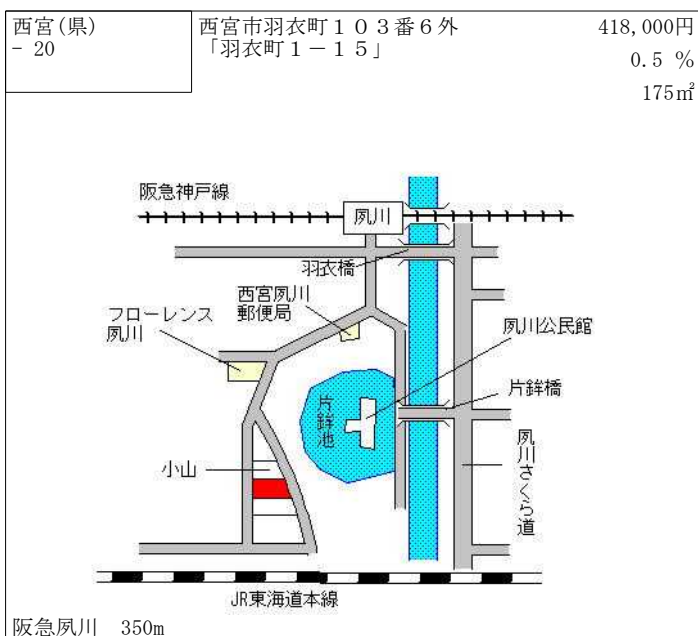 西宮(県)
- 20
西宮市羽衣町１０３番６外
「羽衣町１－１５」
418,000円
0.5 %
175㎡
阪急神戸線
夙川
羽衣橋
西宮夙川
郵便局
フローレンス
夙川
夙川公民館
片鉾池
片鉾橋
夙川さくら道
小山
JR東海道本線
阪急夙川 350m